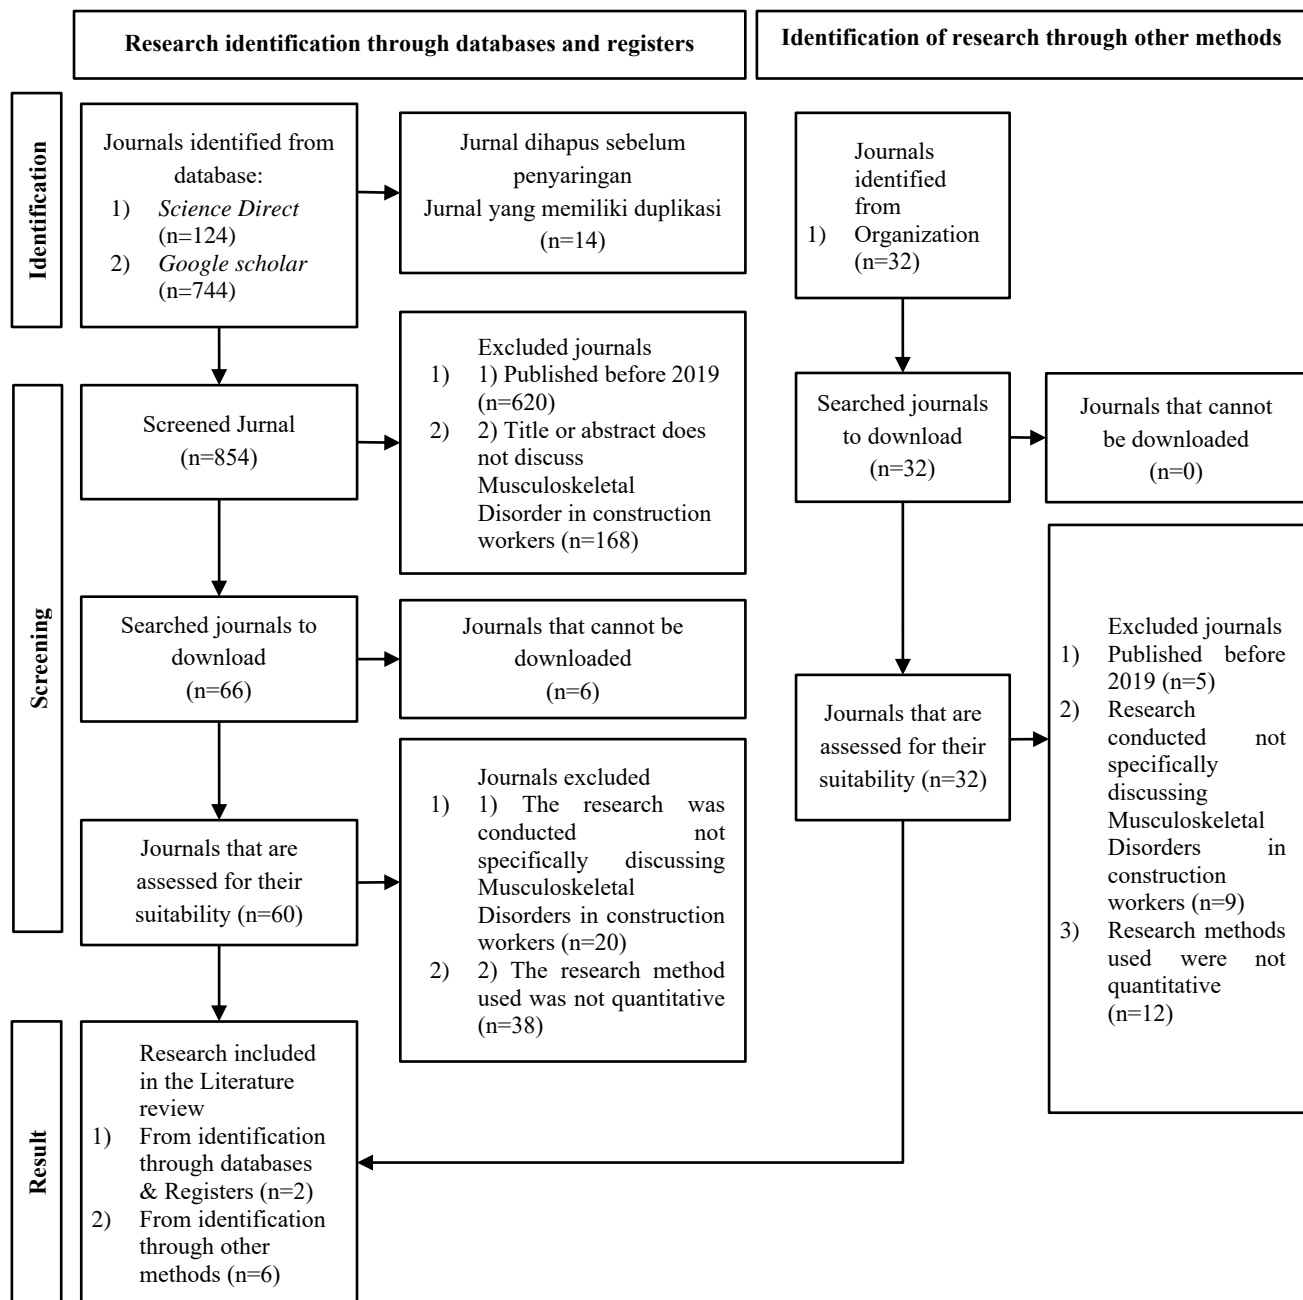 Research identification through databases and registers
Identification of research through other methods
Identification
Journals identified from
database:
1) Science Direct
(n=124)
2) Google scholar
(n=744)
Jurnal dihapus sebelum
penyaringan
Jurnal yang memiliki duplikasi
(n=14)
Journals
identified
from
1) Organization
(n=32)
Screening
Screened Jurnal
(n=854)
Excluded journals
1) 1) Published before 2019
(n=620)
2) 2) Title or abstract does
not discuss
Musculoskeletal
Disorder in construction
workers (n=168)
Searched journals
to download
(n=32)
Journals that cannot
be downloaded
(n=0)
Searched journals to
download
(n=66)
Journals that cannot be
downloaded
(n=6)
Journals that are
assessed for their
suitability (n=32)
Excluded journals
1) Published before
2019 (n=5)
2) Research
conducted not
specifically
discussing
Musculoskeletal
Disorders in
construction
workers (n=9)
3) Research methods
used were not
quantitative
(n=12)
Journals that are
assessed for their
suitability (n=60)
Journals excluded
1) 1) The research was
conducted not
specifically discussing
Musculoskeletal
Disorders in construction
workers (n=20)
2) 2) The research method
used was not quantitative
(n=38)
Result
Research included
in the Literature
review
1) From identification
through databases
& Registers (n=2)
2) From identification
through other
methods (n=6)